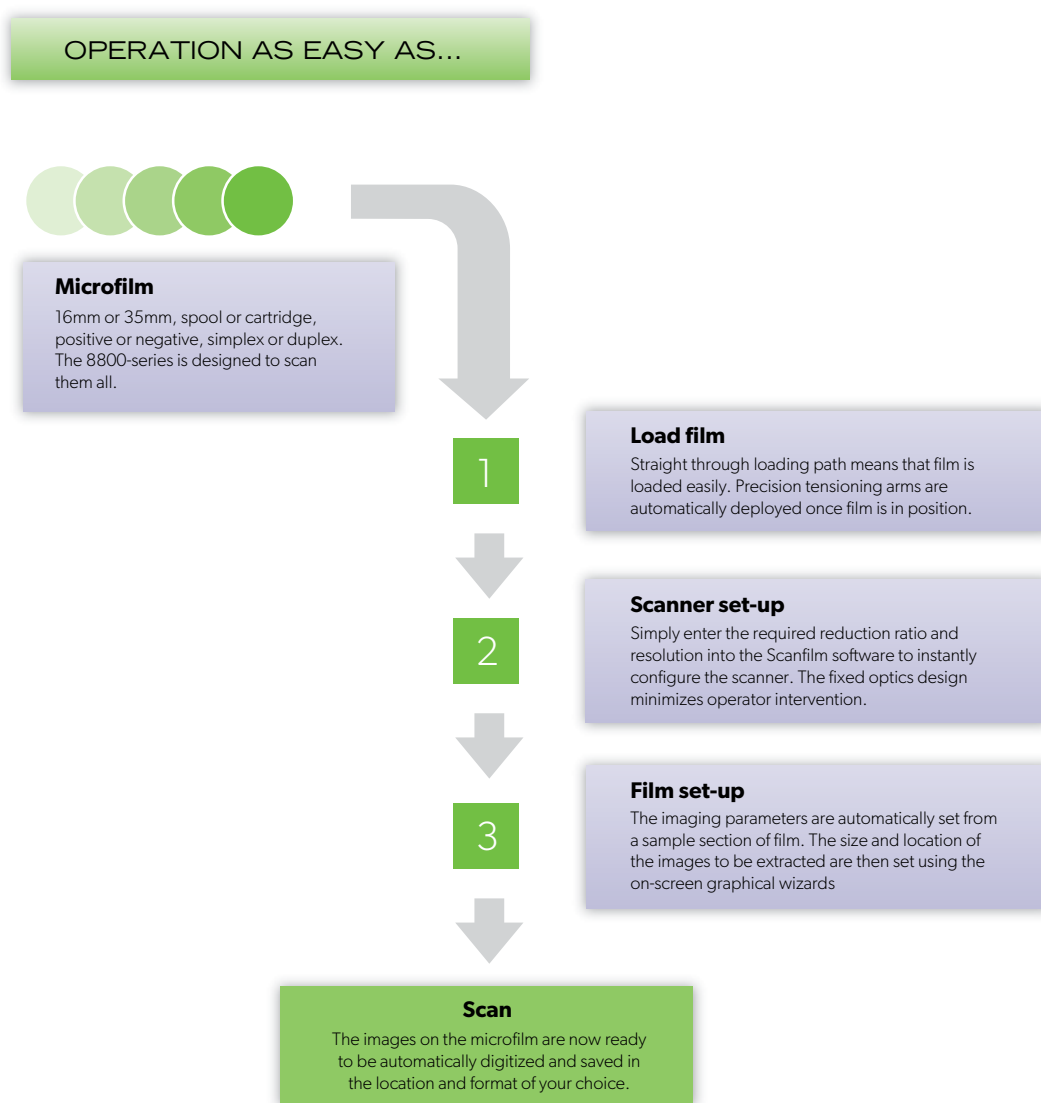 OPERATION AS EASY AS...
Microfilm
16mm or 35mm, spool or cartridge,
positive or negative, simplex or duplex.
The 8800-series is designed to scan
them all.
1
Load film
Straight through loading path means that film is
loaded easily. Precision tensioning arms are
automatically deployed once film is in position.
2
Scanner set-up
Simply enter the required reduction ratio and
resolution into the Scanfilm software to instantly
configure the scanner. The fixed optics design
minimizes operator intervention.
3
Film set-up
The imaging parameters are automatically set from
a sample section of film. The size and location of
the images to be extracted are then set using the
on-screen graphical wizards
Scan
The images on the microfilm are now ready
to be automatically digitized and saved in
the location and format of your choice.